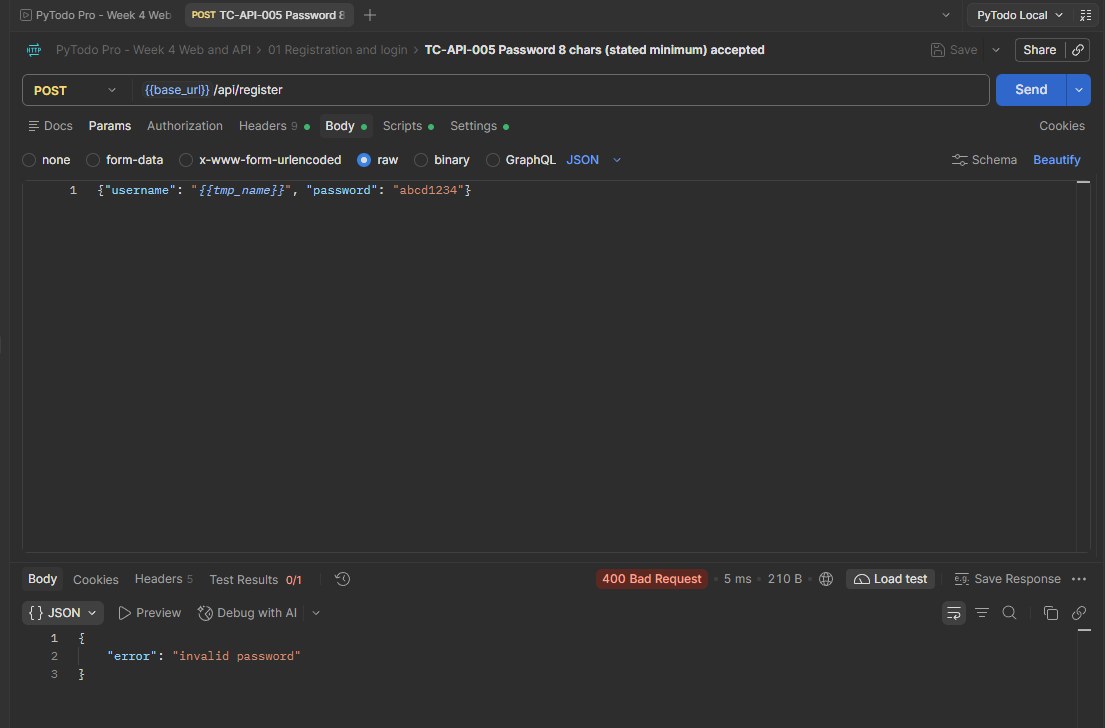 PyTodo Pro - Week 4 Web
POST TC-API-005 Password 8
PyTodo Local
HTTP PyTodo Pro - Week 4 Web and API › 01 Registration and login › TC-API-005 Password 8 chars (stated minimum) accepted
Save
Share
POST
{{base_url}} /api/register
Send
Docs
Params
Authorization
Headers 9
Body
Scripts
Settings
Cookies
none
form-data
x-www-form-urlencoded
raw
binary
GraphQL
JSON
Schema
Beautify
1 {"username": "{{tmp_name}}", "password": "abcd1234"}
Body
Cookies
Headers 5
Test Results 0/1
400 Bad Request
5 ms
210 B
Load test
e.g. Save Response
{} JSON
Preview
Debug with AI
1 {
2 "error": "invalid password"
3 }